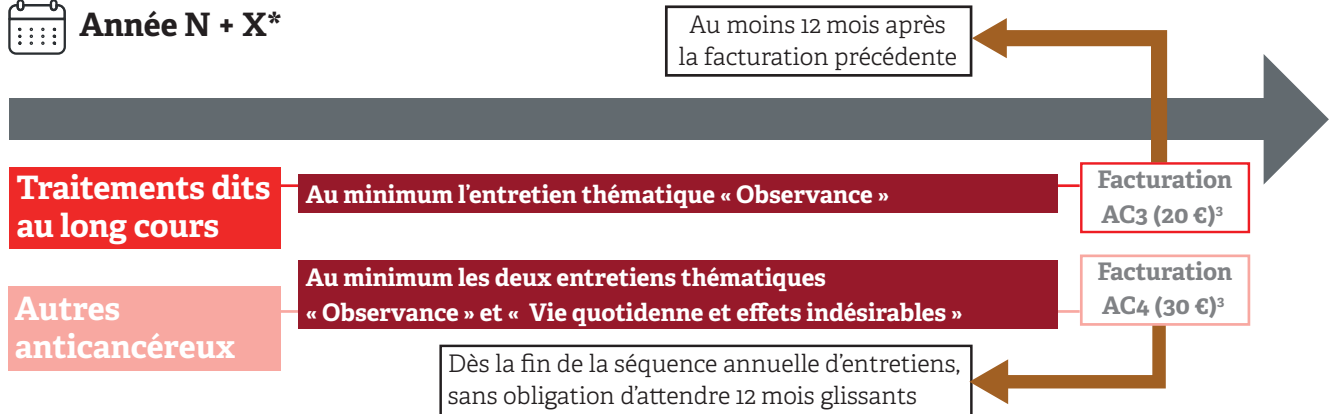 Année N + X*
Au moins 12 mois après
la facturation précédente
Traitements dits
au long cours
Au minimum l'entretien thématique « Observance »
Facturation
AC3 (20 €)³
Autres
anticancéreux
Au minimum les deux entretiens thématiques
« Observance » et «  Vie quotidenne et effets indésirables »
Facturation
AC4 (30 €)³
Dès la fin de la séquence annuelle d'entretiens,
sans obligation d'attendre 12 mois glissants